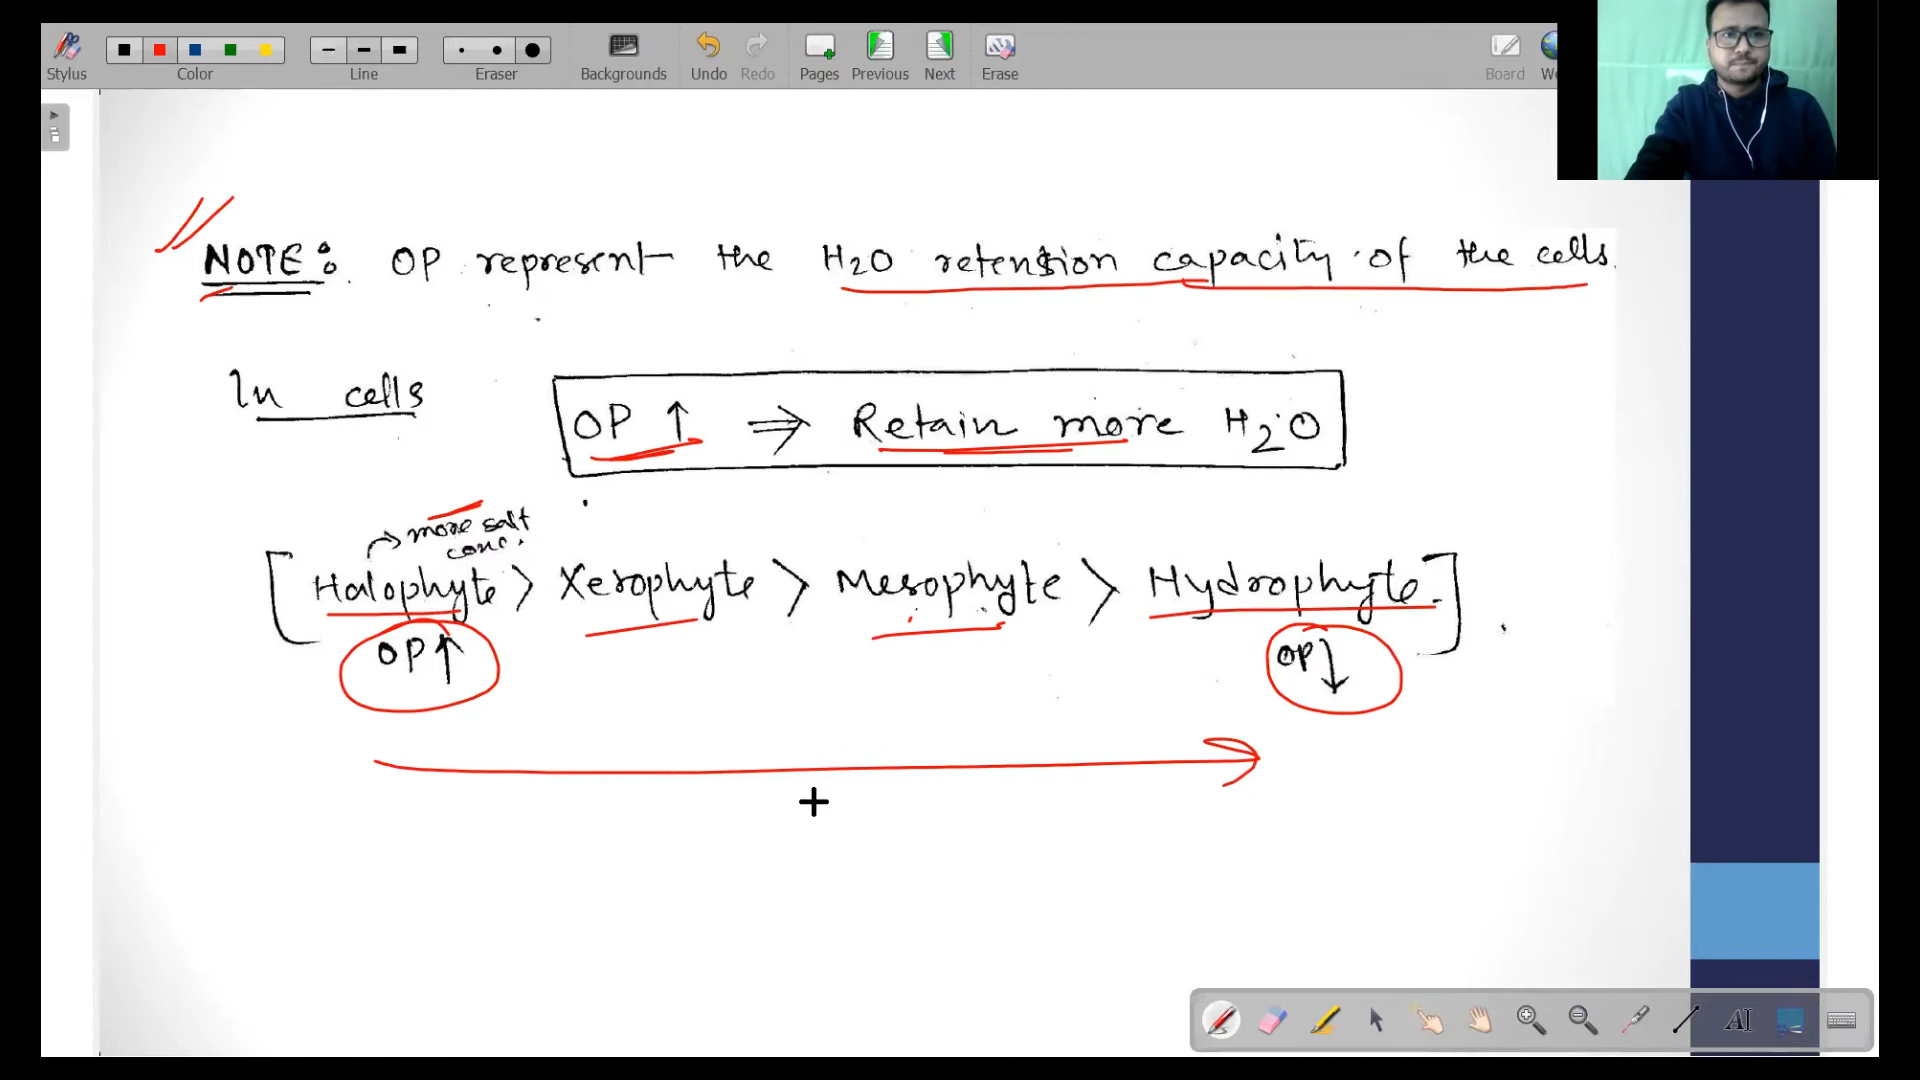 Stylus Color Line Eraser Backgrounds Undo Redo Pages Previous Next Erase Board
NOTE: OP represent the H2O retension capacity of the cells.
In cells
OP ↑ ⇒ Retain more H2O
more salt
conc.
[Halophyte > Xerophyte > Mesophyte > Hydrophyte.]
OP↑ OP↓